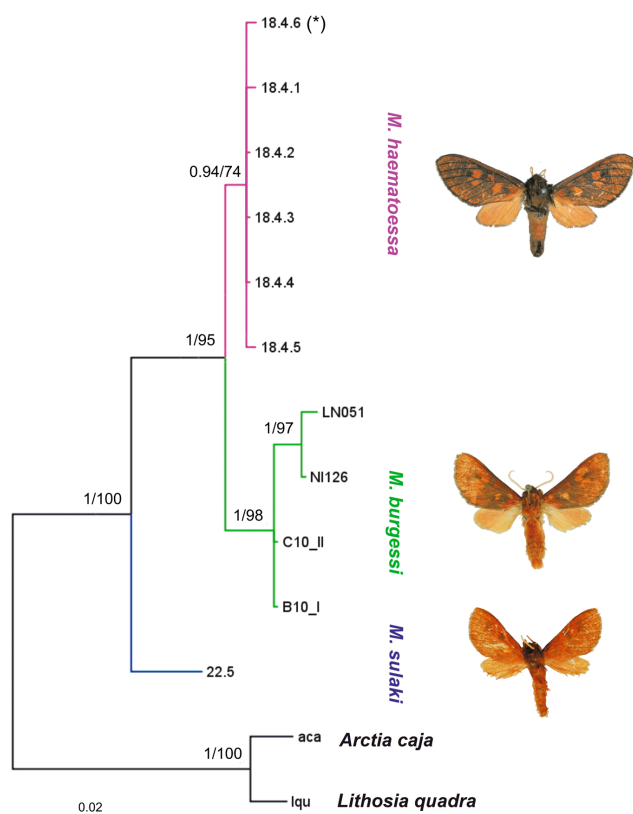 18.4.6 (*)
18.4.1
18.4.2
0.94/74
18.4.3
18.4.4
18.4.5
M. haematoessa
1/95
LN051
1/97
NI126
1/98
C10_II
B10_I
M. burgessi
1/100
22.5
M. sulaki
aca Arctia caja
1/100
lqu Lithosia quadra
0.02